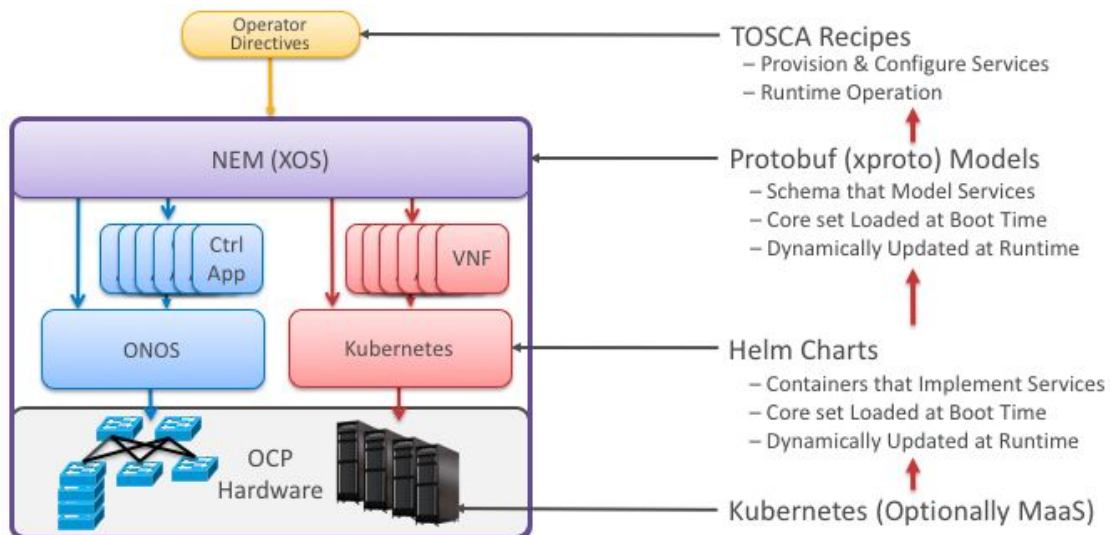 Operator
Directives
NEM (XOS)
Ctrl
App
VNF
ONOS
Kubernetes
OCP
Hardware
TOSCA Recipes
– Provision & Configure Services
– Runtime Operation
Protobuf (xproto) Models
– Schema that Model Services
– Core set Loaded at Boot Time
– Dynamically Updated at Runtime
Helm Charts
– Containers that Implement Services
– Core set Loaded at Boot Time
– Dynamically Updated at Runtime
Kubernetes (Optionally MaaS)